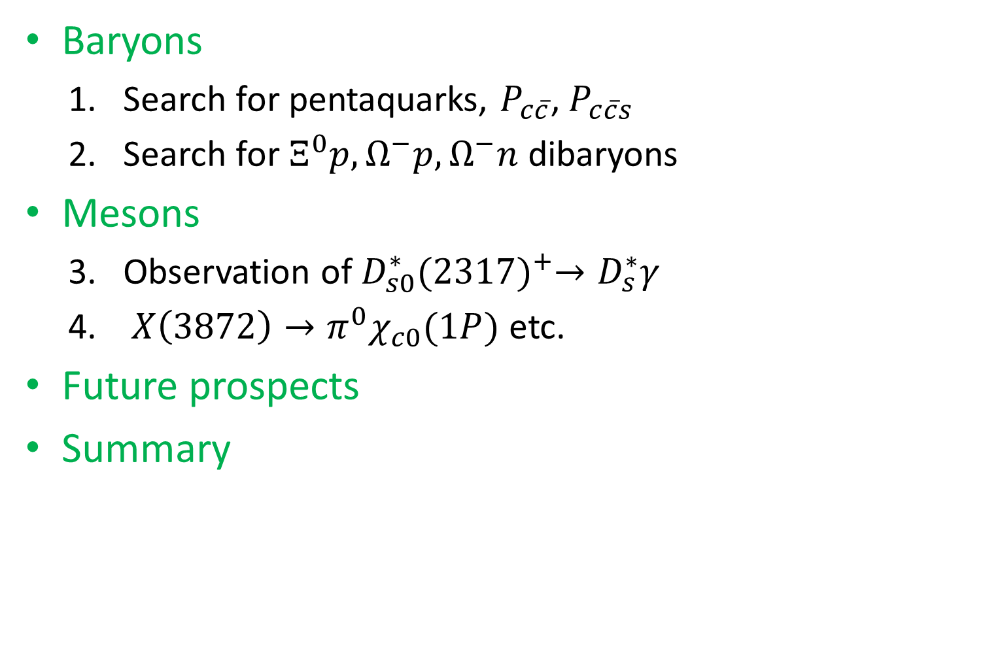 • Baryons
1. Search for pentaquarks, $P_{c\bar{c}}, P_{c\bar{c}s}$
2. Search for $\Xi^0 p, \Omega^- p, \Omega^- n$ dibaryons
• Mesons
3. Observation of $D_{s0}^*(2317)^+ \rightarrow D_s^* \gamma$
4. $X(3872) \rightarrow \pi^0 \chi_{c0}(1P)$ etc.
• Future prospects
• Summary